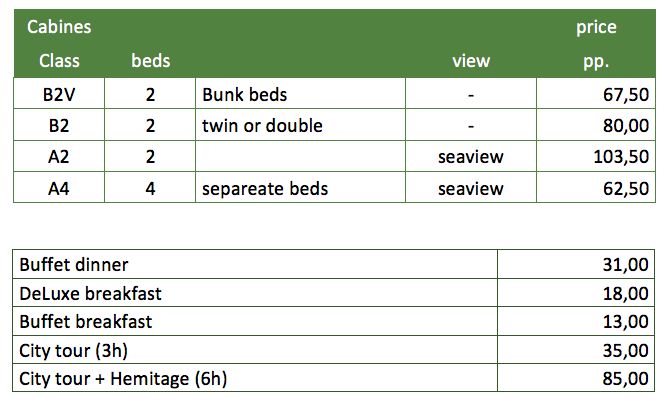 Cabines price
Class beds view pp.
B2V 2 Bunk beds - 67,50
B2 2 twin or double - 80,00
A2 2 seaview 103,50
A4 4 separeate beds seaview 62,50
Buffet dinner 31,00
DeLuxe breakfast 18,00
Buffet breakfast 13,00
City tour (3h) 35,00
City tour + Hemitage (6h) 85,00